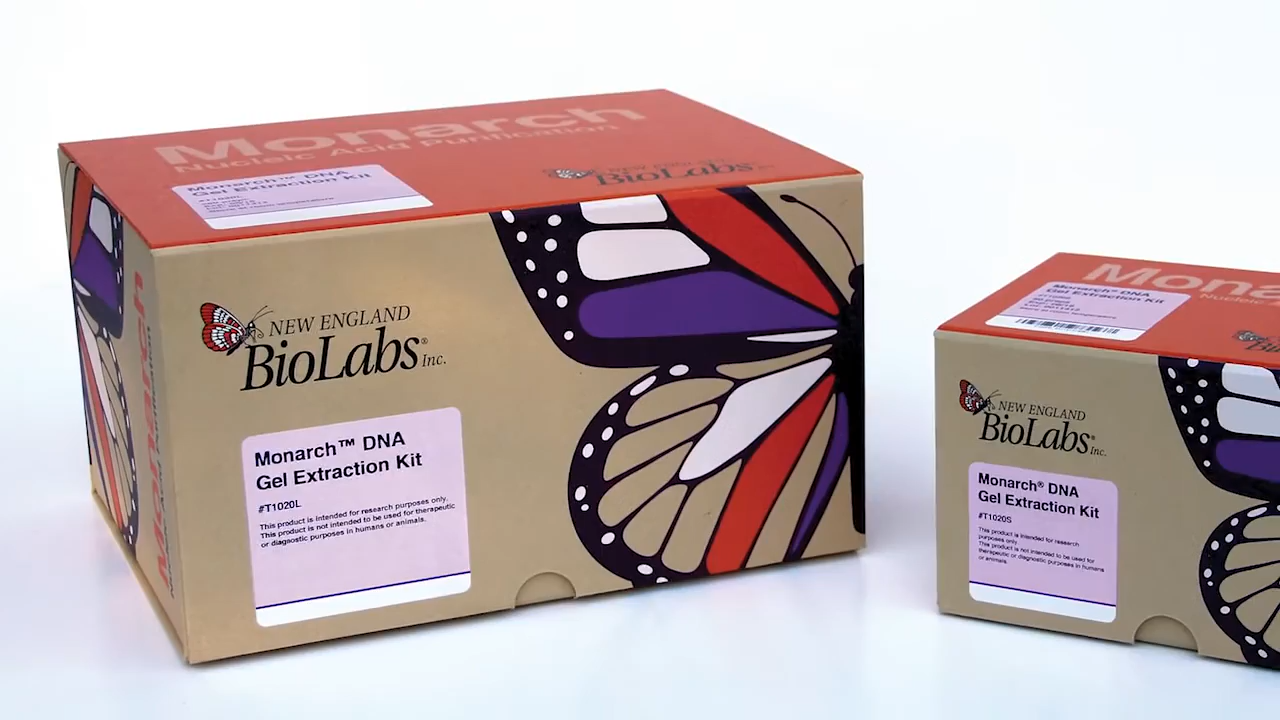 Monarch
Nucleic Acid Purification
Monarch™ DNA
Gel Extraction Kit
NEW ENGLAND
BioLabs Inc.
NEW ENGLAND
BioLabs® Inc.
Monarch™ DNA
Gel Extraction Kit
#T1020L
This product is intended for research purposes only.
This product is not intended to be used for therapeutic
or diagnostic purposes in humans or animals.
Monarch
Monarch® DNA
Gel Extraction Kit
NEW ENGLAND
BioLabs® Inc.
Monarch® DNA
Gel Extraction Kit
#T1020S
This product is intended for research
purposes only.
This product is not intended to be used for
therapeutic or diagnostic purposes in humans
or animals.